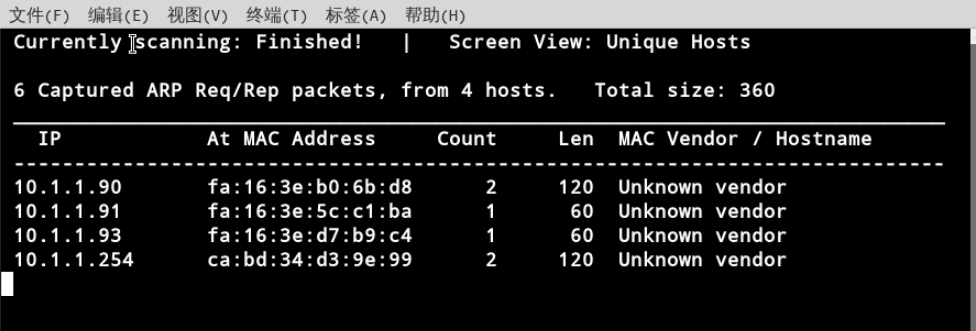 文件(F) 编辑(E) 视图(V) 终端(T) 标签(A) 帮助(H)
Currently scanning: Finished! | Screen View: Unique Hosts
6 Captured ARP Req/Rep packets, from 4 hosts. Total size: 360
_____________________________________________________________________________
IP At MAC Address Count Len MAC Vendor / Hostname
-----------------------------------------------------------------------------
10.1.1.90 fa:16:3e:b0:6b:d8 2 120 Unknown vendor
10.1.1.91 fa:16:3e:5c:c1:ba 1 60 Unknown vendor
10.1.1.93 fa:16:3e:d7:b9:c4 1 60 Unknown vendor
10.1.1.254 ca:bd:34:d3:9e:99 2 120 Unknown vendor